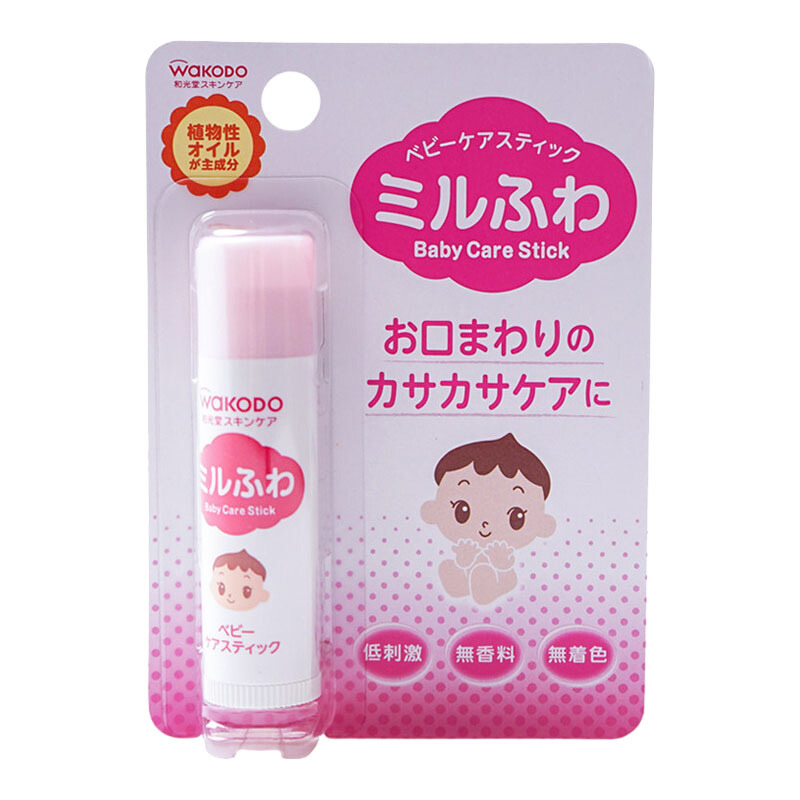 WAKODO
和光堂スキンケア
植物性
オイル
が主成分
ベビーケアスティック
ミルふわ
Baby Care Stick
お口まわりの
カサカサケアに
WAKODO
和光堂スキンケア
ミルふわ
Baby Care Stick
ベビー
ケアスティック
低刺激
無香料
無着色